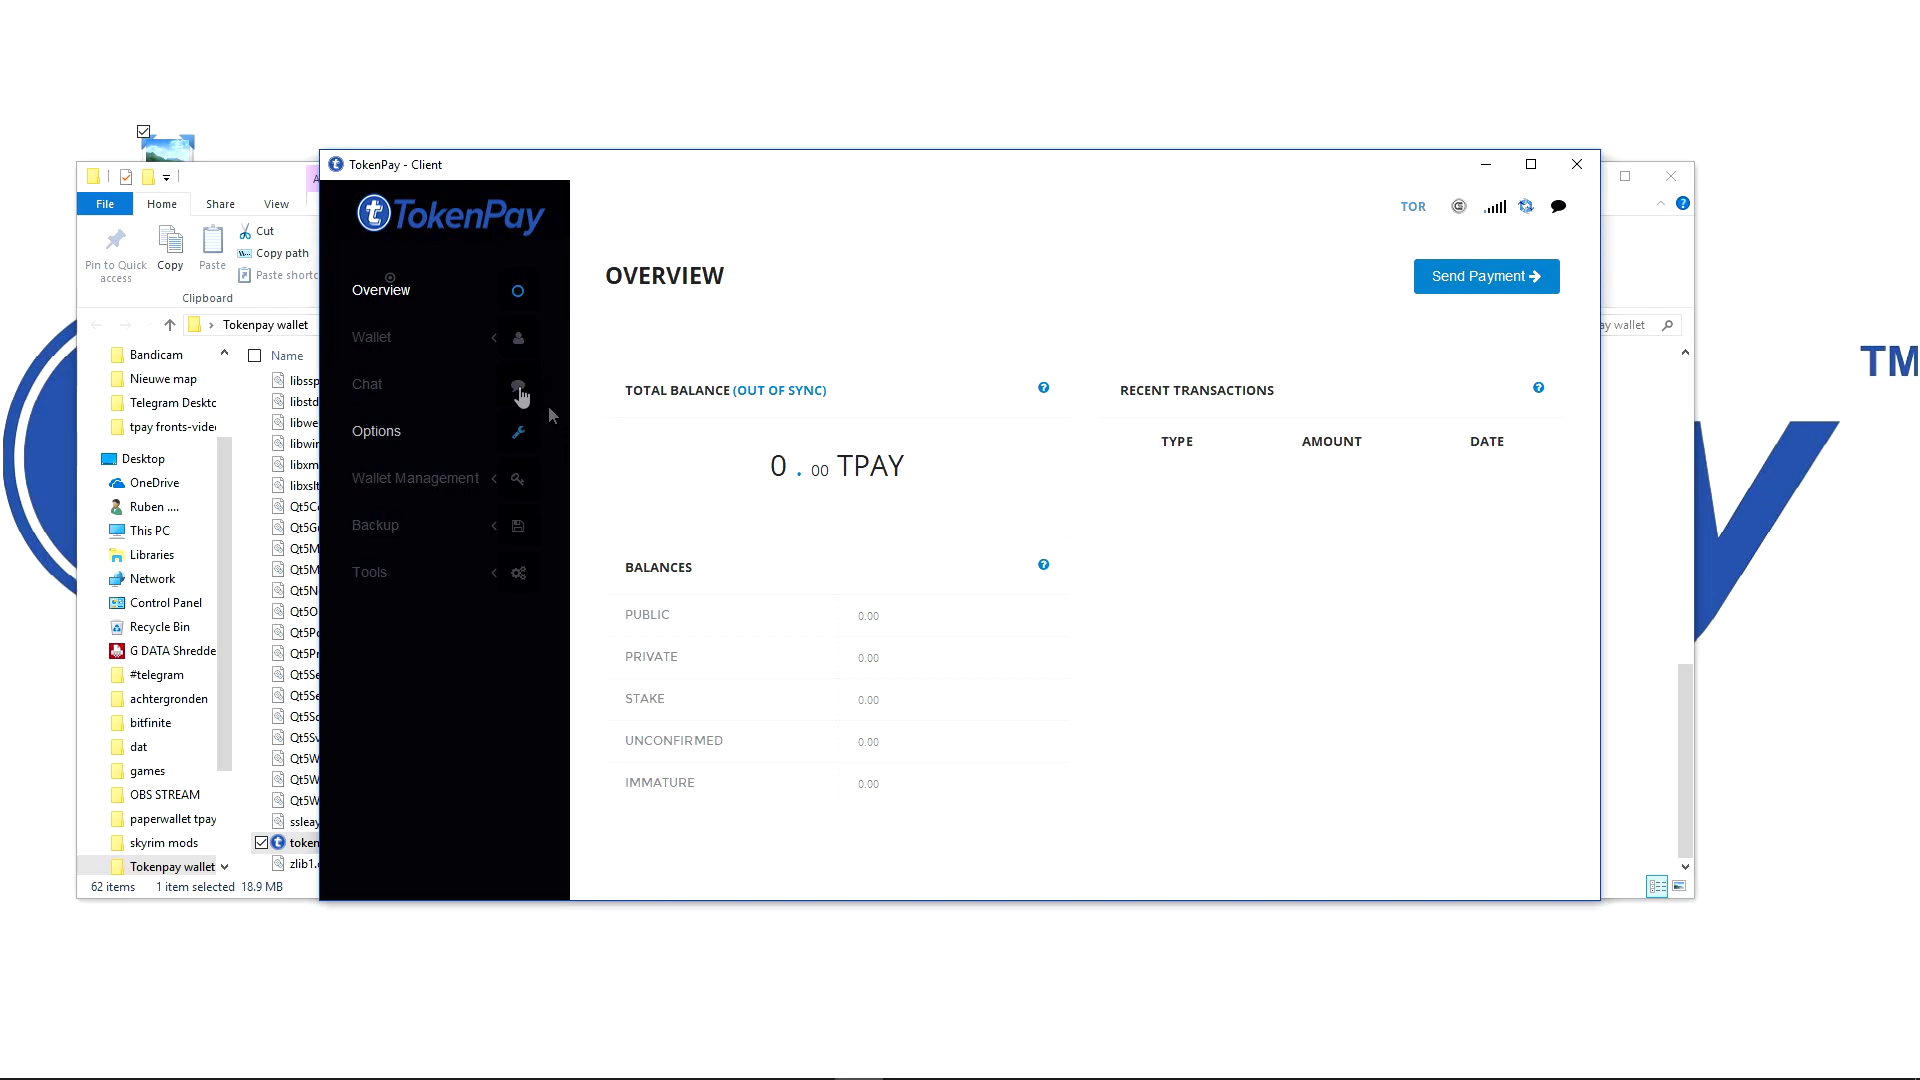 TokenPay - Client
File
Home
Share
View
Cut
Copy path
Pin to Quick access
Copy
Paste
Clipboard
Tokenpay wallet
Bandicam
Nieuwe map
tpay fronts-video
Desktop
OneDrive
Ruben ....
This PC
Libraries
Network
Control Panel
Recycle Bin
G DATA Shredde
#telegram
achtergronden
bitfinite
dat
games
OBS STREAM
paperwallet tpay
skyrim mods
Tokenpay wallet
62 items
1 item selected 18.9 MB
Name
TokenPay
Overview
Wallet
Chat
Options
Wallet Management
Backup
Tools
TOR
OVERVIEW
Send Payment
TOTAL BALANCE (OUT OF SYNC)
0 . 00 TPAY
RECENT TRANSACTIONS
TYPE
AMOUNT
DATE
BALANCES
PUBLIC 0.00
PRIVATE 0.00
STAKE 0.00
UNCONFIRMED 0.00
IMMATURE 0.00
wallet
TM